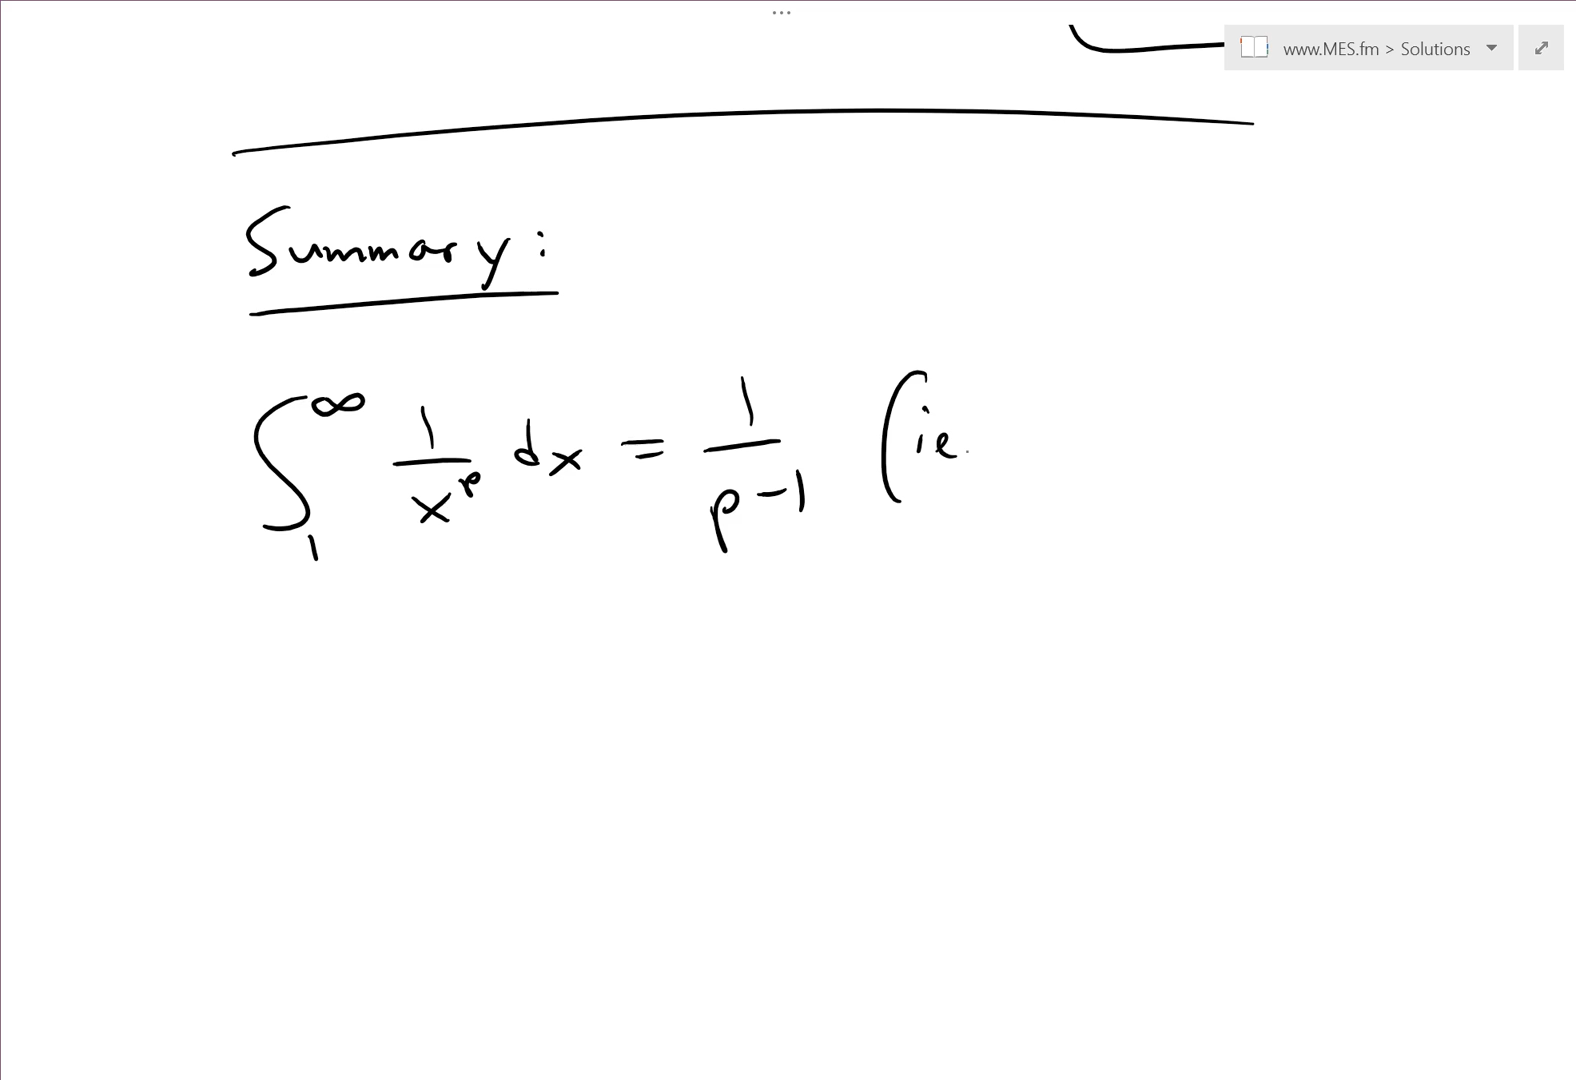 www.MES.fm > Solutions
Summary:
∫₁^∞ 1/x^p dx = 1/(p-1) (ie.